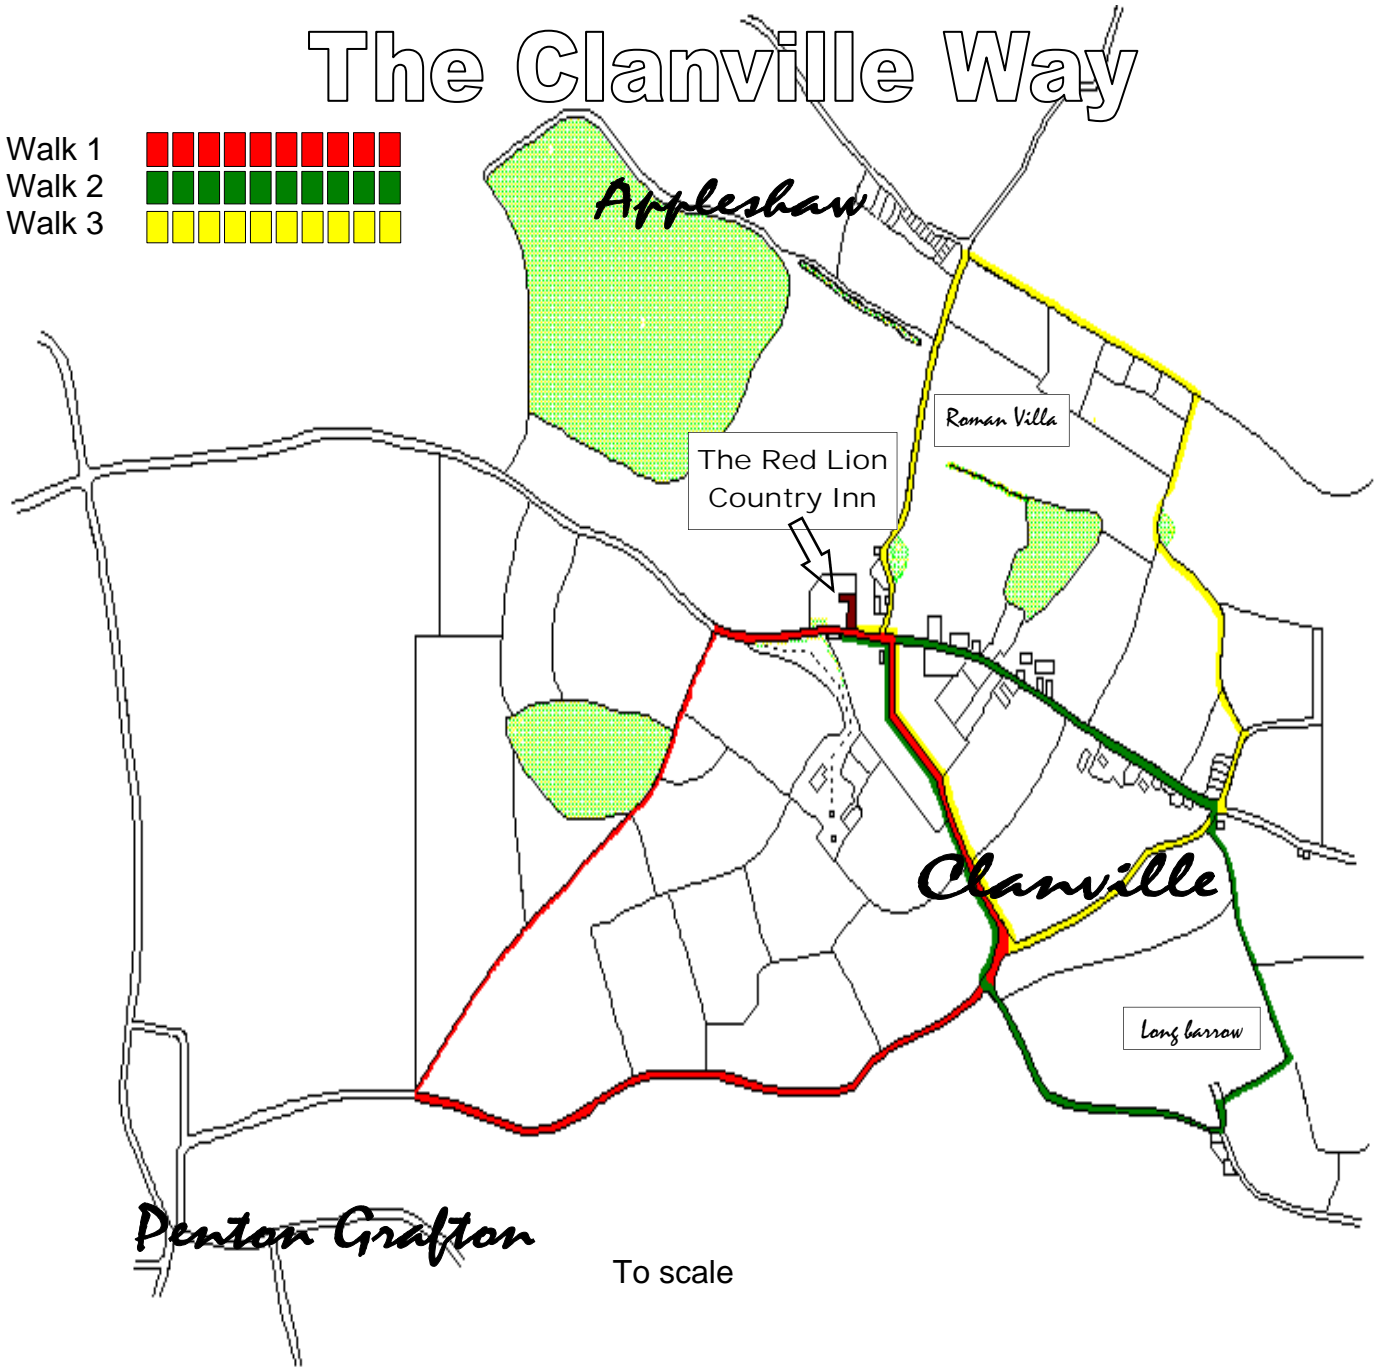 The Clanville Way
Walk 1
Walk 2
Walk 3
Appleshaw
Roman Villa
The Red Lion
Country Inn
Clanville
Long barrow
Penton Grafton
To scale